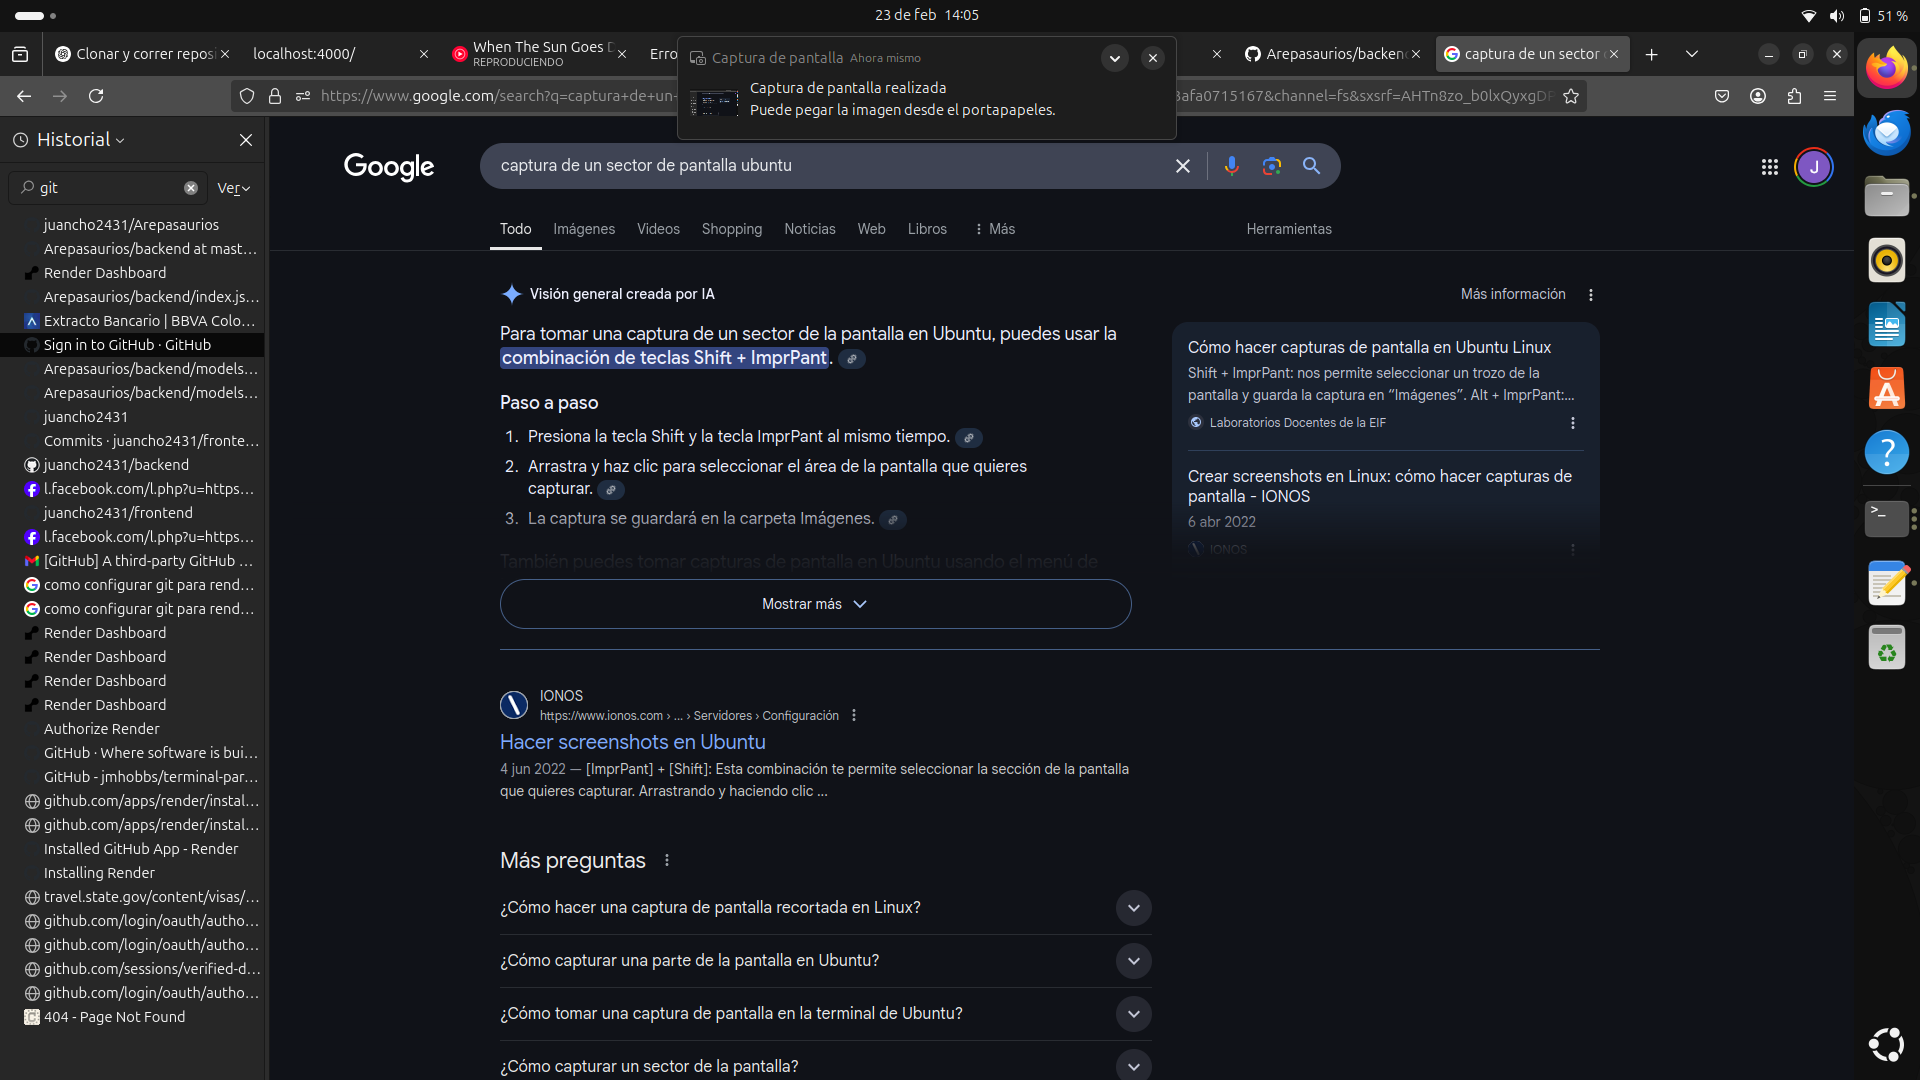 23 de feb 14:05
51 %
Clonar y correr repos
localhost:4000/
When The Sun Goes D
REPRODUCIENDO
Erro
Arepasaurios/backen
captura de un sector
https://www.google.com/search?q=captura+de+un-
8afa0715167&channel=fs&sxsrf=AHTn8zo_b0lxQyxgDP
Captura de pantalla Ahora mismo
Captura de pantalla realizada
Puede pegar la imagen desde el portapapeles.
Historial
git
Ver
juancho2431/Arepasaurios
Arepasaurios/backend at mast…
Render Dashboard
Arepasaurios/backend/index.js…
Extracto Bancario | BBVA Colo…
Sign in to GitHub · GitHub
Arepasaurios/backend/models…
Arepasaurios/backend/models…
juancho2431
Commits · juancho2431/fronte…
juancho2431/backend
l.facebook.com/l.php?u=https…
juancho2431/frontend
l.facebook.com/l.php?u=https…
[GitHub] A third-party GitHub …
como configurar git para rend…
como configurar git para rend…
Render Dashboard
Render Dashboard
Render Dashboard
Render Dashboard
Authorize Render
GitHub · Where software is bui…
GitHub - jmhobbs/terminal-par…
github.com/apps/render/instal…
github.com/apps/render/instal…
Installed GitHub App - Render
Installing Render
travel.state.gov/content/visas/…
github.com/login/oauth/autho…
github.com/login/oauth/autho…
github.com/sessions/verified-d…
github.com/login/oauth/autho…
404 - Page Not Found
Google
captura de un sector de pantalla ubuntu
J
Todo
Imágenes
Videos
Shopping
Noticias
Web
Libros
Más
Herramientas
Visión general creada por IA
Más información
Para tomar una captura de un sector de la pantalla en Ubuntu, puedes usar la
combinación de teclas Shift + ImprPant.
Paso a paso
1. Presiona la tecla Shift y la tecla ImprPant al mismo tiempo.
2. Arrastra y haz clic para seleccionar el área de la pantalla que quieres
capturar.
3. La captura se guardará en la carpeta Imágenes.
También puedes tomar capturas de pantalla en Ubuntu usando el menú de
Mostrar más
Cómo hacer capturas de pantalla en Ubuntu Linux
Shift + ImprPant: nos permite seleccionar un trozo de la
pantalla y guarda la captura en “Imágenes”. Alt + ImprPant:...
Laboratorios Docentes de la EIF
Crear screenshots en Linux: cómo hacer capturas de
pantalla - IONOS
6 abr 2022
IONOS
IONOS
https://www.ionos.com › ... › Servidores › Configuración
Hacer screenshots en Ubuntu
4 jun 2022 — [ImprPant] + [Shift]: Esta combinación te permite seleccionar la sección de la pantalla
que quieres capturar. Arrastrando y haciendo clic ...
Más preguntas
¿Cómo hacer una captura de pantalla recortada en Linux?
¿Cómo capturar una parte de la pantalla en Ubuntu?
¿Cómo tomar una captura de pantalla en la terminal de Ubuntu?
¿Cómo capturar un sector de la pantalla?